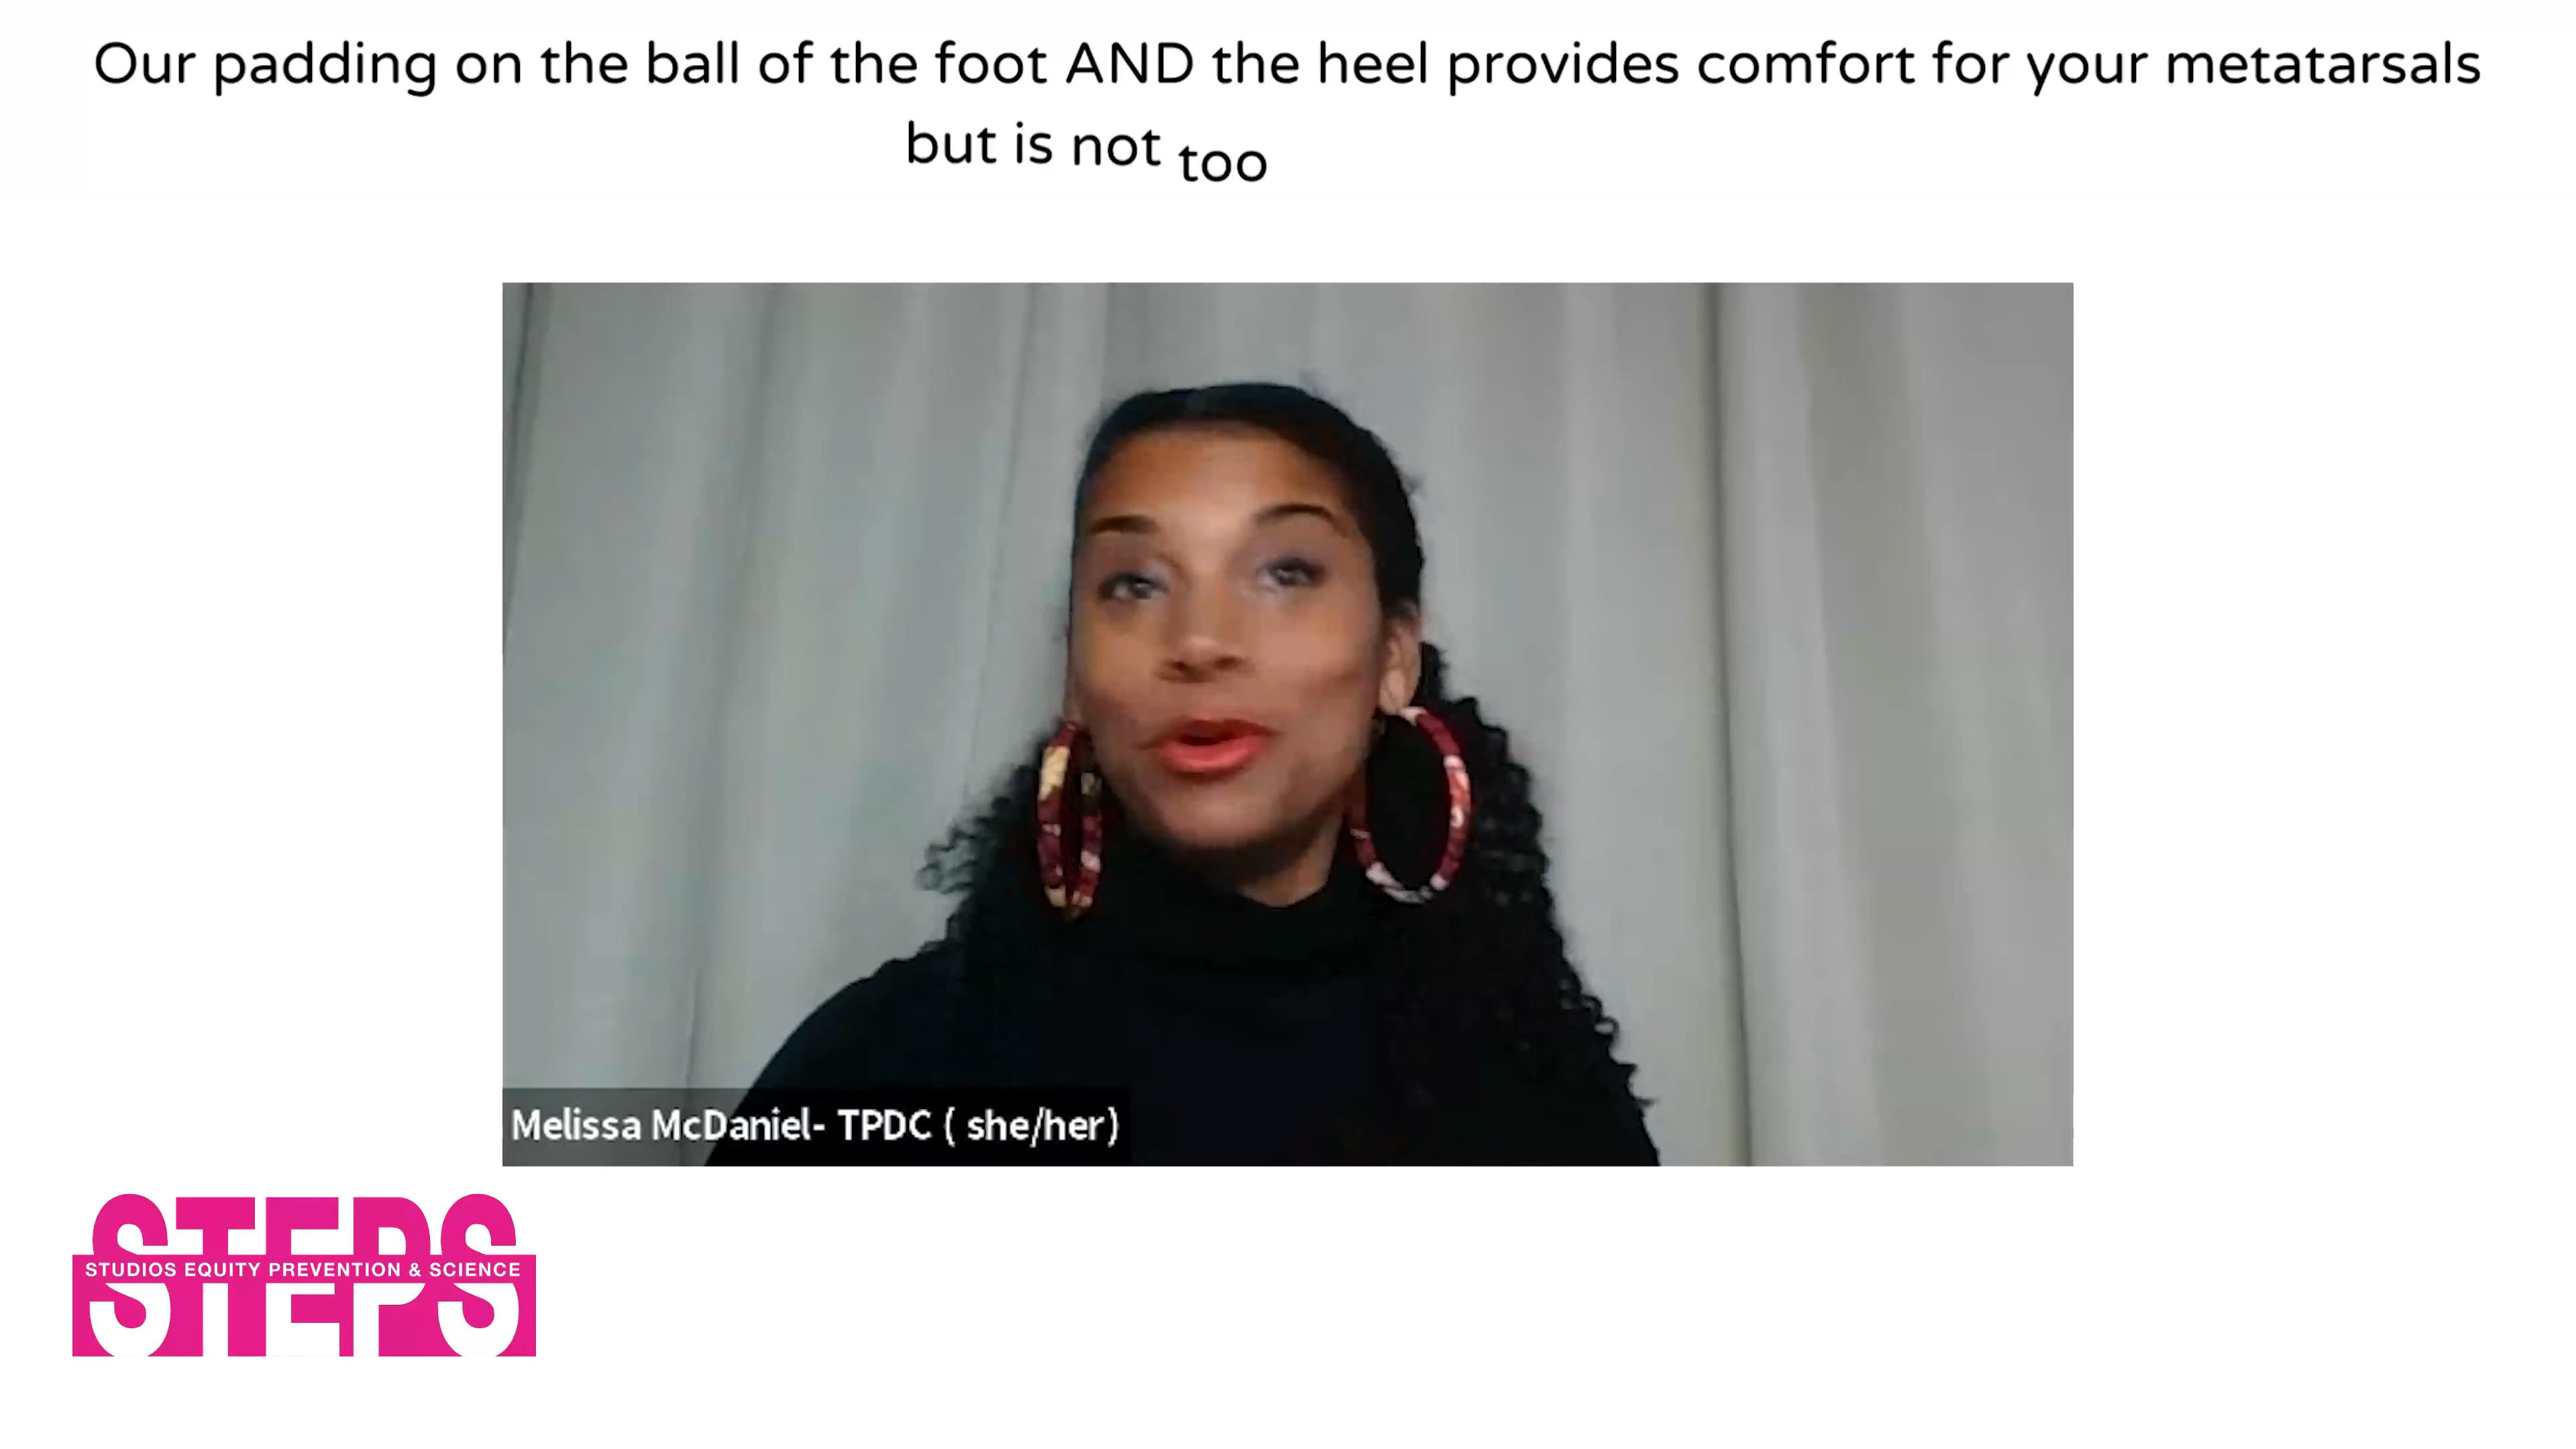 Our padding on the ball of the foot AND the heel provides comfort for your metatarsals
but is not too
Melissa McDaniel- TPDC ( she/her)
STEPS
STUDIOS EQUITY PREVENTION & SCIENCE